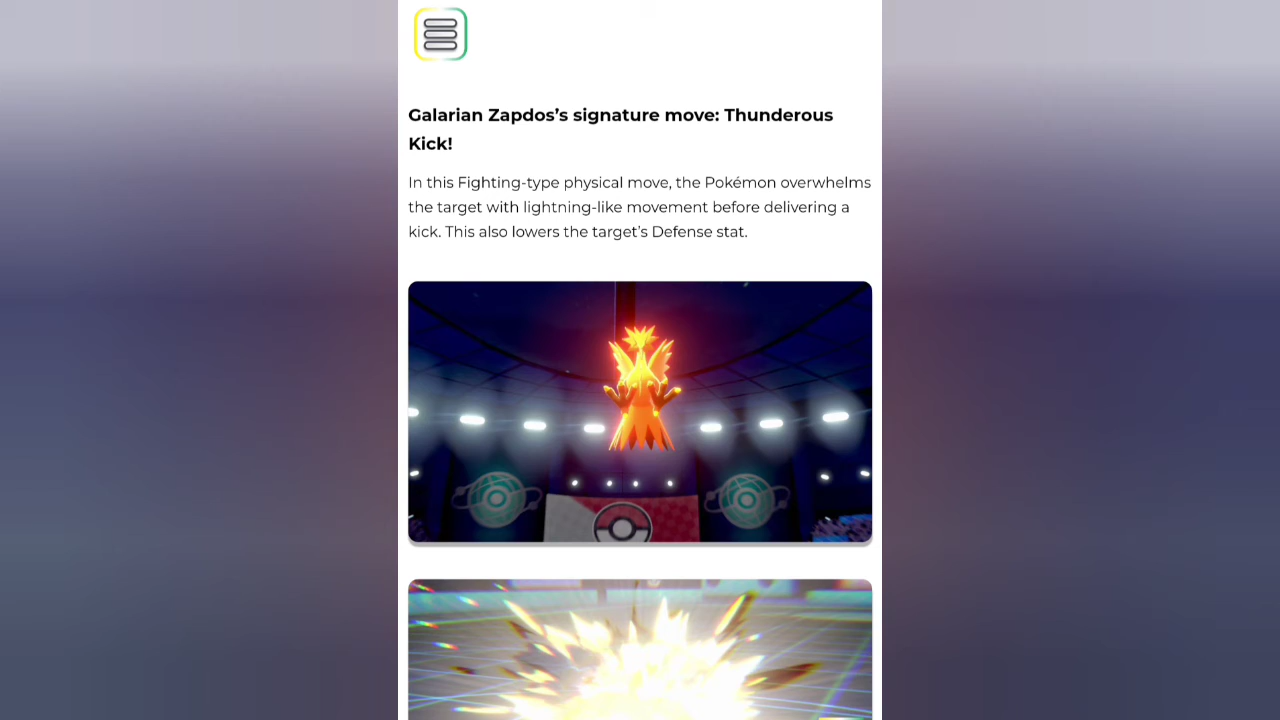 Galarian Zapdos’s signature move: Thunderous
Kick!
In this Fighting-type physical move, the Pokémon overwhelms
the target with lightning-like movement before delivering a
kick. This also lowers the target’s Defense stat.